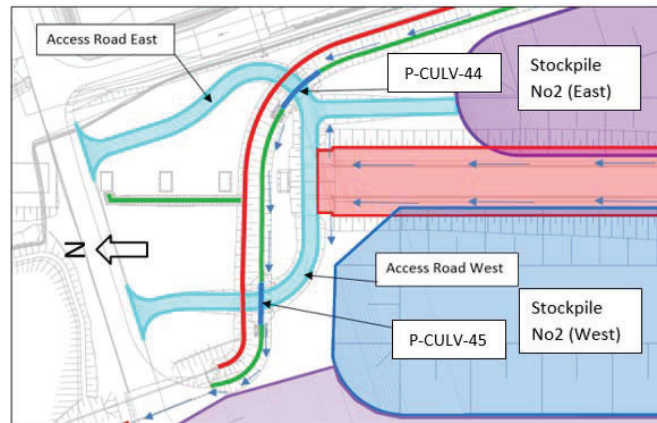 Access Road East
P-CULV-44
Stockpile
No2 (East)
N
Access Road West
Stockpile
No2 (West)
P-CULV-45